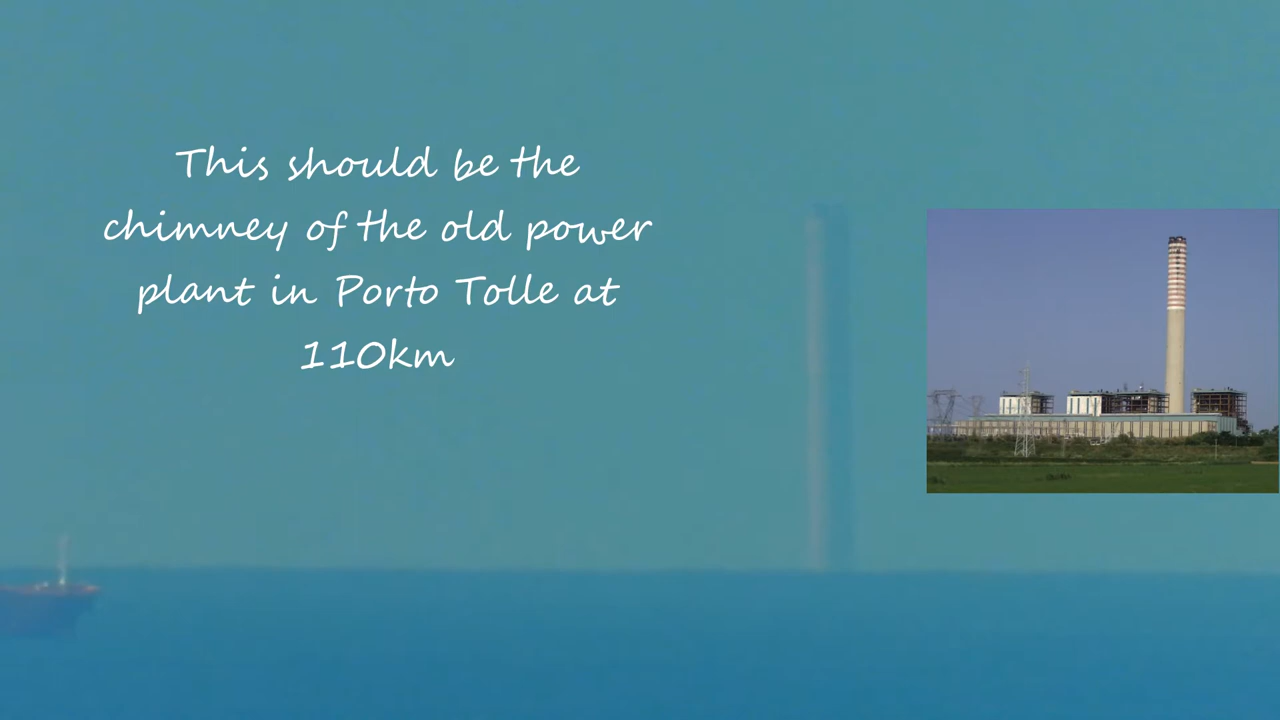 This should be the
chimney of the old power
plant in Porto Tolle at
110km